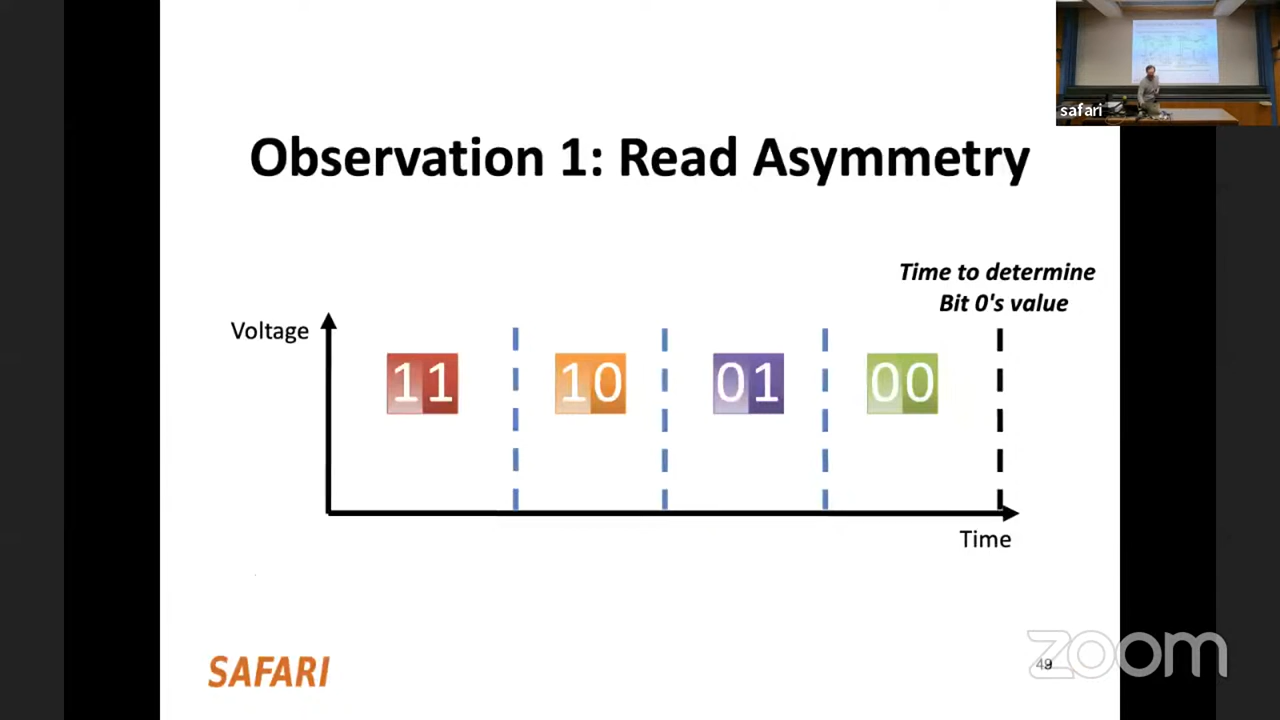 safari
Observation 1: Read Asymmetry
Time to determine
Bit 0's value
Voltage
11
10
01
00
Time
SAFARI
49
zoom